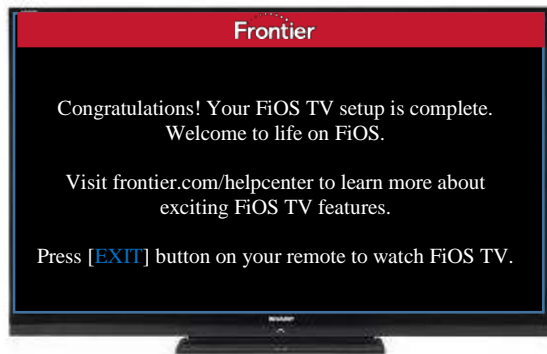 Frontier
Congratulations! Your FiOS TV setup is complete.
Welcome to life on FiOS.
Visit frontier.com/helpcenter to learn more about
exciting FiOS TV features.
Press [EXIT] button on your remote to watch FiOS TV.
SHARP